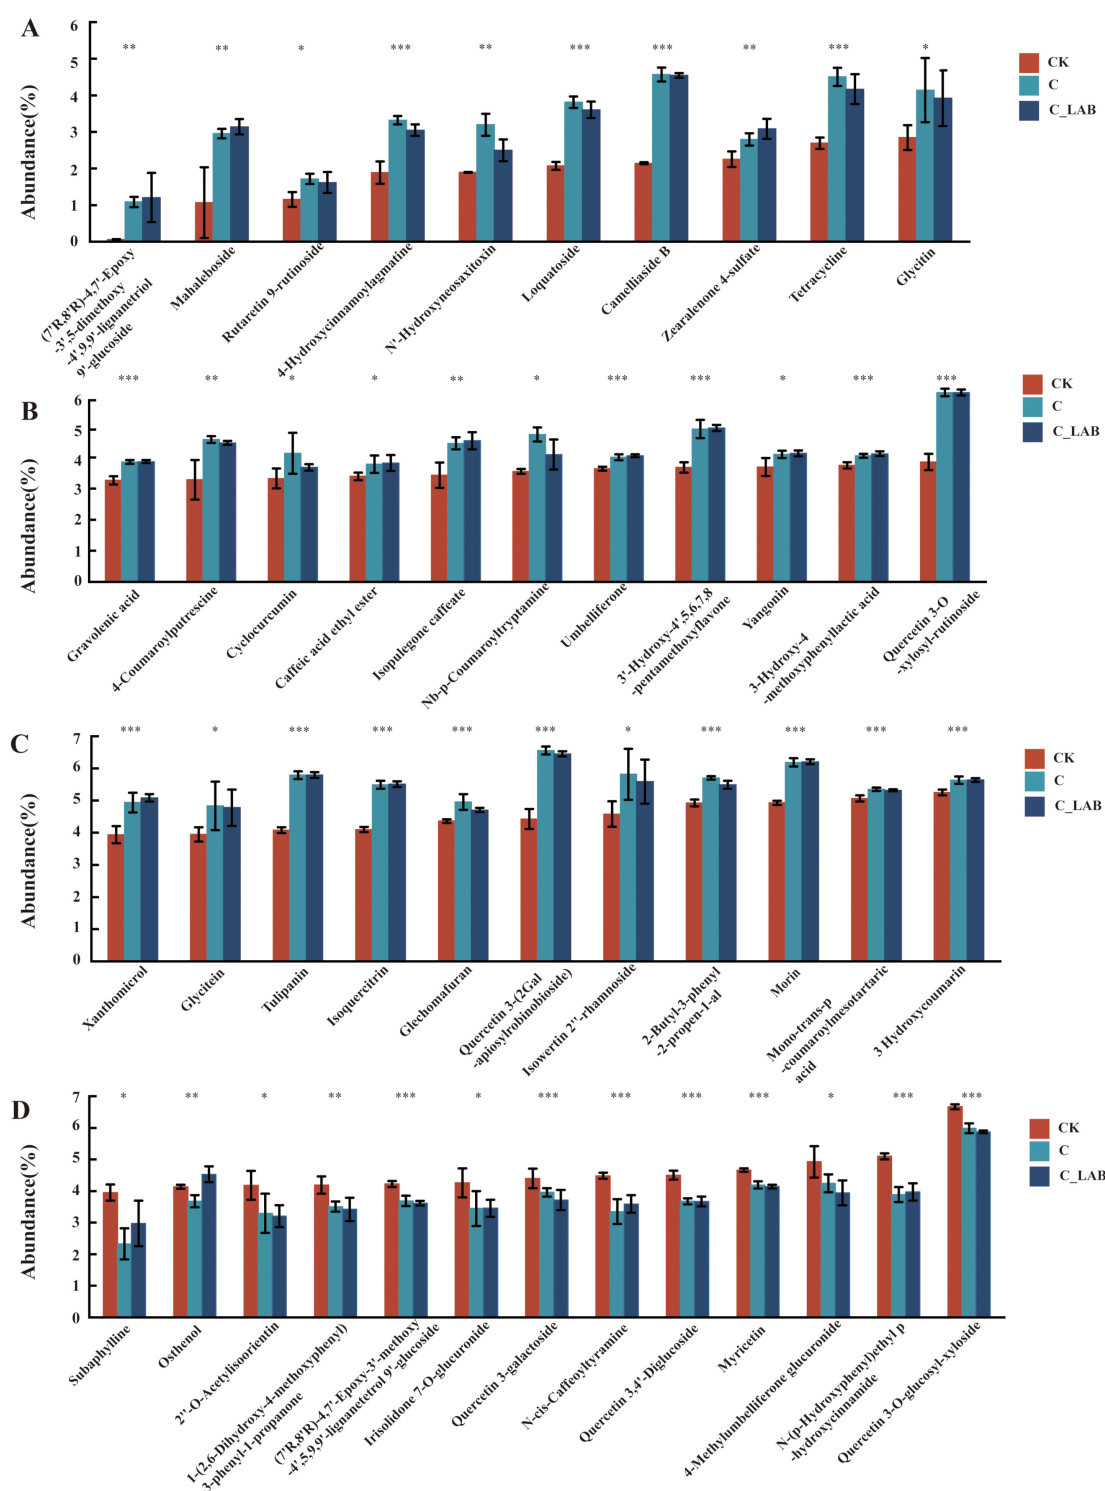 A
Abundance(%)
6
5
4
3
2
1
0
** ** * *** ** *** *** ** *** *
CK
C
C_LAB
(7'R,8'R)-4,7'-Epoxy
-3',5-dimethoxy
-4',9,9'-lignanetriol
9'-glucoside
Mahaleboside
Rutaretin 9-rutinoside
4-Hydroxycinnamoylagmatine
N'-Hydroxyneosaxitoxin
Loquatoside
Camelliaside B
Zearalenone 4-sulfate
Tetracycline
Glycitin
B
Abundance(%)
6
5
4
3
2
1
0
*** ** * * ** * *** *** * *** ***
CK
C
C_LAB
Gravolenic acid
4-Coumaroylputrescine
Cyclocurcumin
Caffeic acid ethyl ester
Isopulegone caffeate
Nb-p-Coumaroyltryptamine
Umbelliferone
3'-Hydroxy-4',5,6,7,8
-pentamethoxyflavone
Yangonin
3-Hydroxy-4
-methoxyphenyllactic acid
Quercetin 3-O
-xylosyl-rutinoside
C
Abundance(%)
7
6
5
4
3
2
1
0
*** * *** *** *** *** * *** *** *** ***
CK
C
C_LAB
Xanthomicrol
Glycitein
Tulipanin
Isoquercitrin
Glechomafuran
Quercetin 3-(2Gal
-apiosylrobinobioside)
Isowertin 2''-rhamnoside
2-Butyl-3-phenyl
-2-propen-1-al
Morin
Mono-trans-p
-coumaroylmesotartaric
acid
3 Hydroxycoumarin
D
Abundance(%)
7
6
5
4
3
2
1
0
* ** * ** *** * *** *** *** *** * *** ***
CK
C
C_LAB
Subaphylline
Osthenol
2''-O-Acetylisoorientin
1-(2,6-Dihydroxy-4-methoxyphenyl)
3-phenyl-1-propanone
(7'R,8'R)-4,7'-Epoxy-3'-methoxy
-4',5,9,9'-lignanetetrol 9'-glucoside
Irisolidone 7-O-glucuronide
Quercetin 3-galactoside
N-cis-Caffeoyltyramine
Quercetin 3,4'-Diglucoside
Myricetin
4-Methylumbelliferone glucuronide
N-(p-Hydroxyphenyl)ethyl p
-hydroxycinnamide
Quercetin 3-O-glucosyl-xyloside